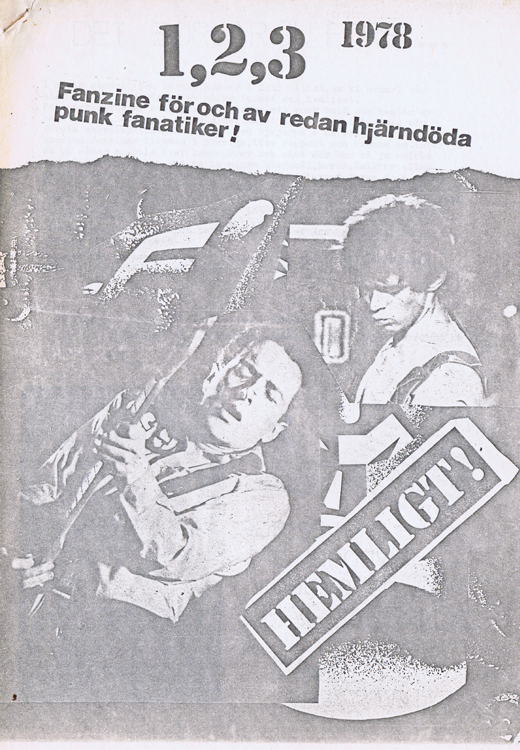 1,2,3 1978
Fanzine för och av redan hjärndöda
punk fanatiker!
HEMLIGT!